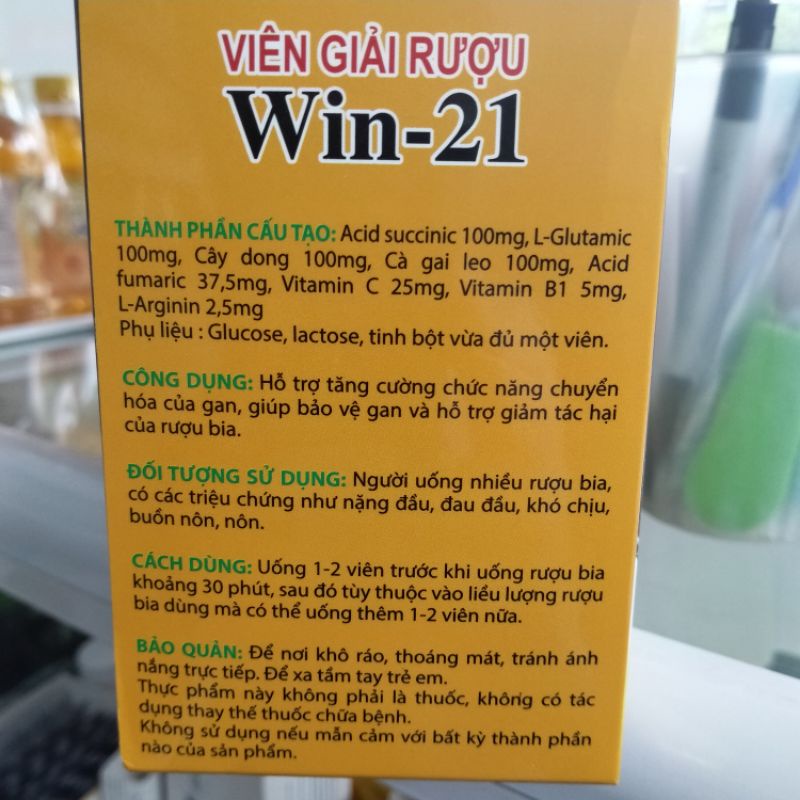 VIÊN GIẢI RƯỢU
Win-21
THÀNH PHẦN CẤU TẠO: Acid succinic 100mg, L-Glutamic
100mg, Cây dong 100mg, Cà gai leo 100mg, Acid
fumaric 37,5mg, Vitamin C 25mg, Vitamin B1 5mg,
L-Arginin 2,5mg
Phụ liệu : Glucose, lactose, tinh bột vừa đủ một viên.
CÔNG DỤNG: Hỗ trợ tăng cường chức năng chuyển
hóa của gan, giúp bảo vệ gan và hỗ trợ giảm tác hại
của rượu bia.
ĐỐI TƯỢNG SỬ DỤNG: Người uống nhiều rượu bia,
có các triệu chứng như nặng đầu, đau đầu, khó chịu,
buồn nôn, nôn.
CÁCH DÙNG: Uống 1-2 viên trước khi uống rượu bia
khoảng 30 phút, sau đó tùy thuộc vào liều lượng rượu
bia dùng mà có thể uống thêm 1-2 viên nữa.
BẢO QUẢN: Để nơi khô ráo, thoáng mát, tránh ánh
nắng trực tiếp. Để xa tầm tay trẻ em.
Thực phẩm này không phải là thuốc, không có tác
dụng thay thế thuốc chữa bệnh.
Không sử dụng nếu mẫn cảm với bất kỳ thành phần
nào của sản phẩm.